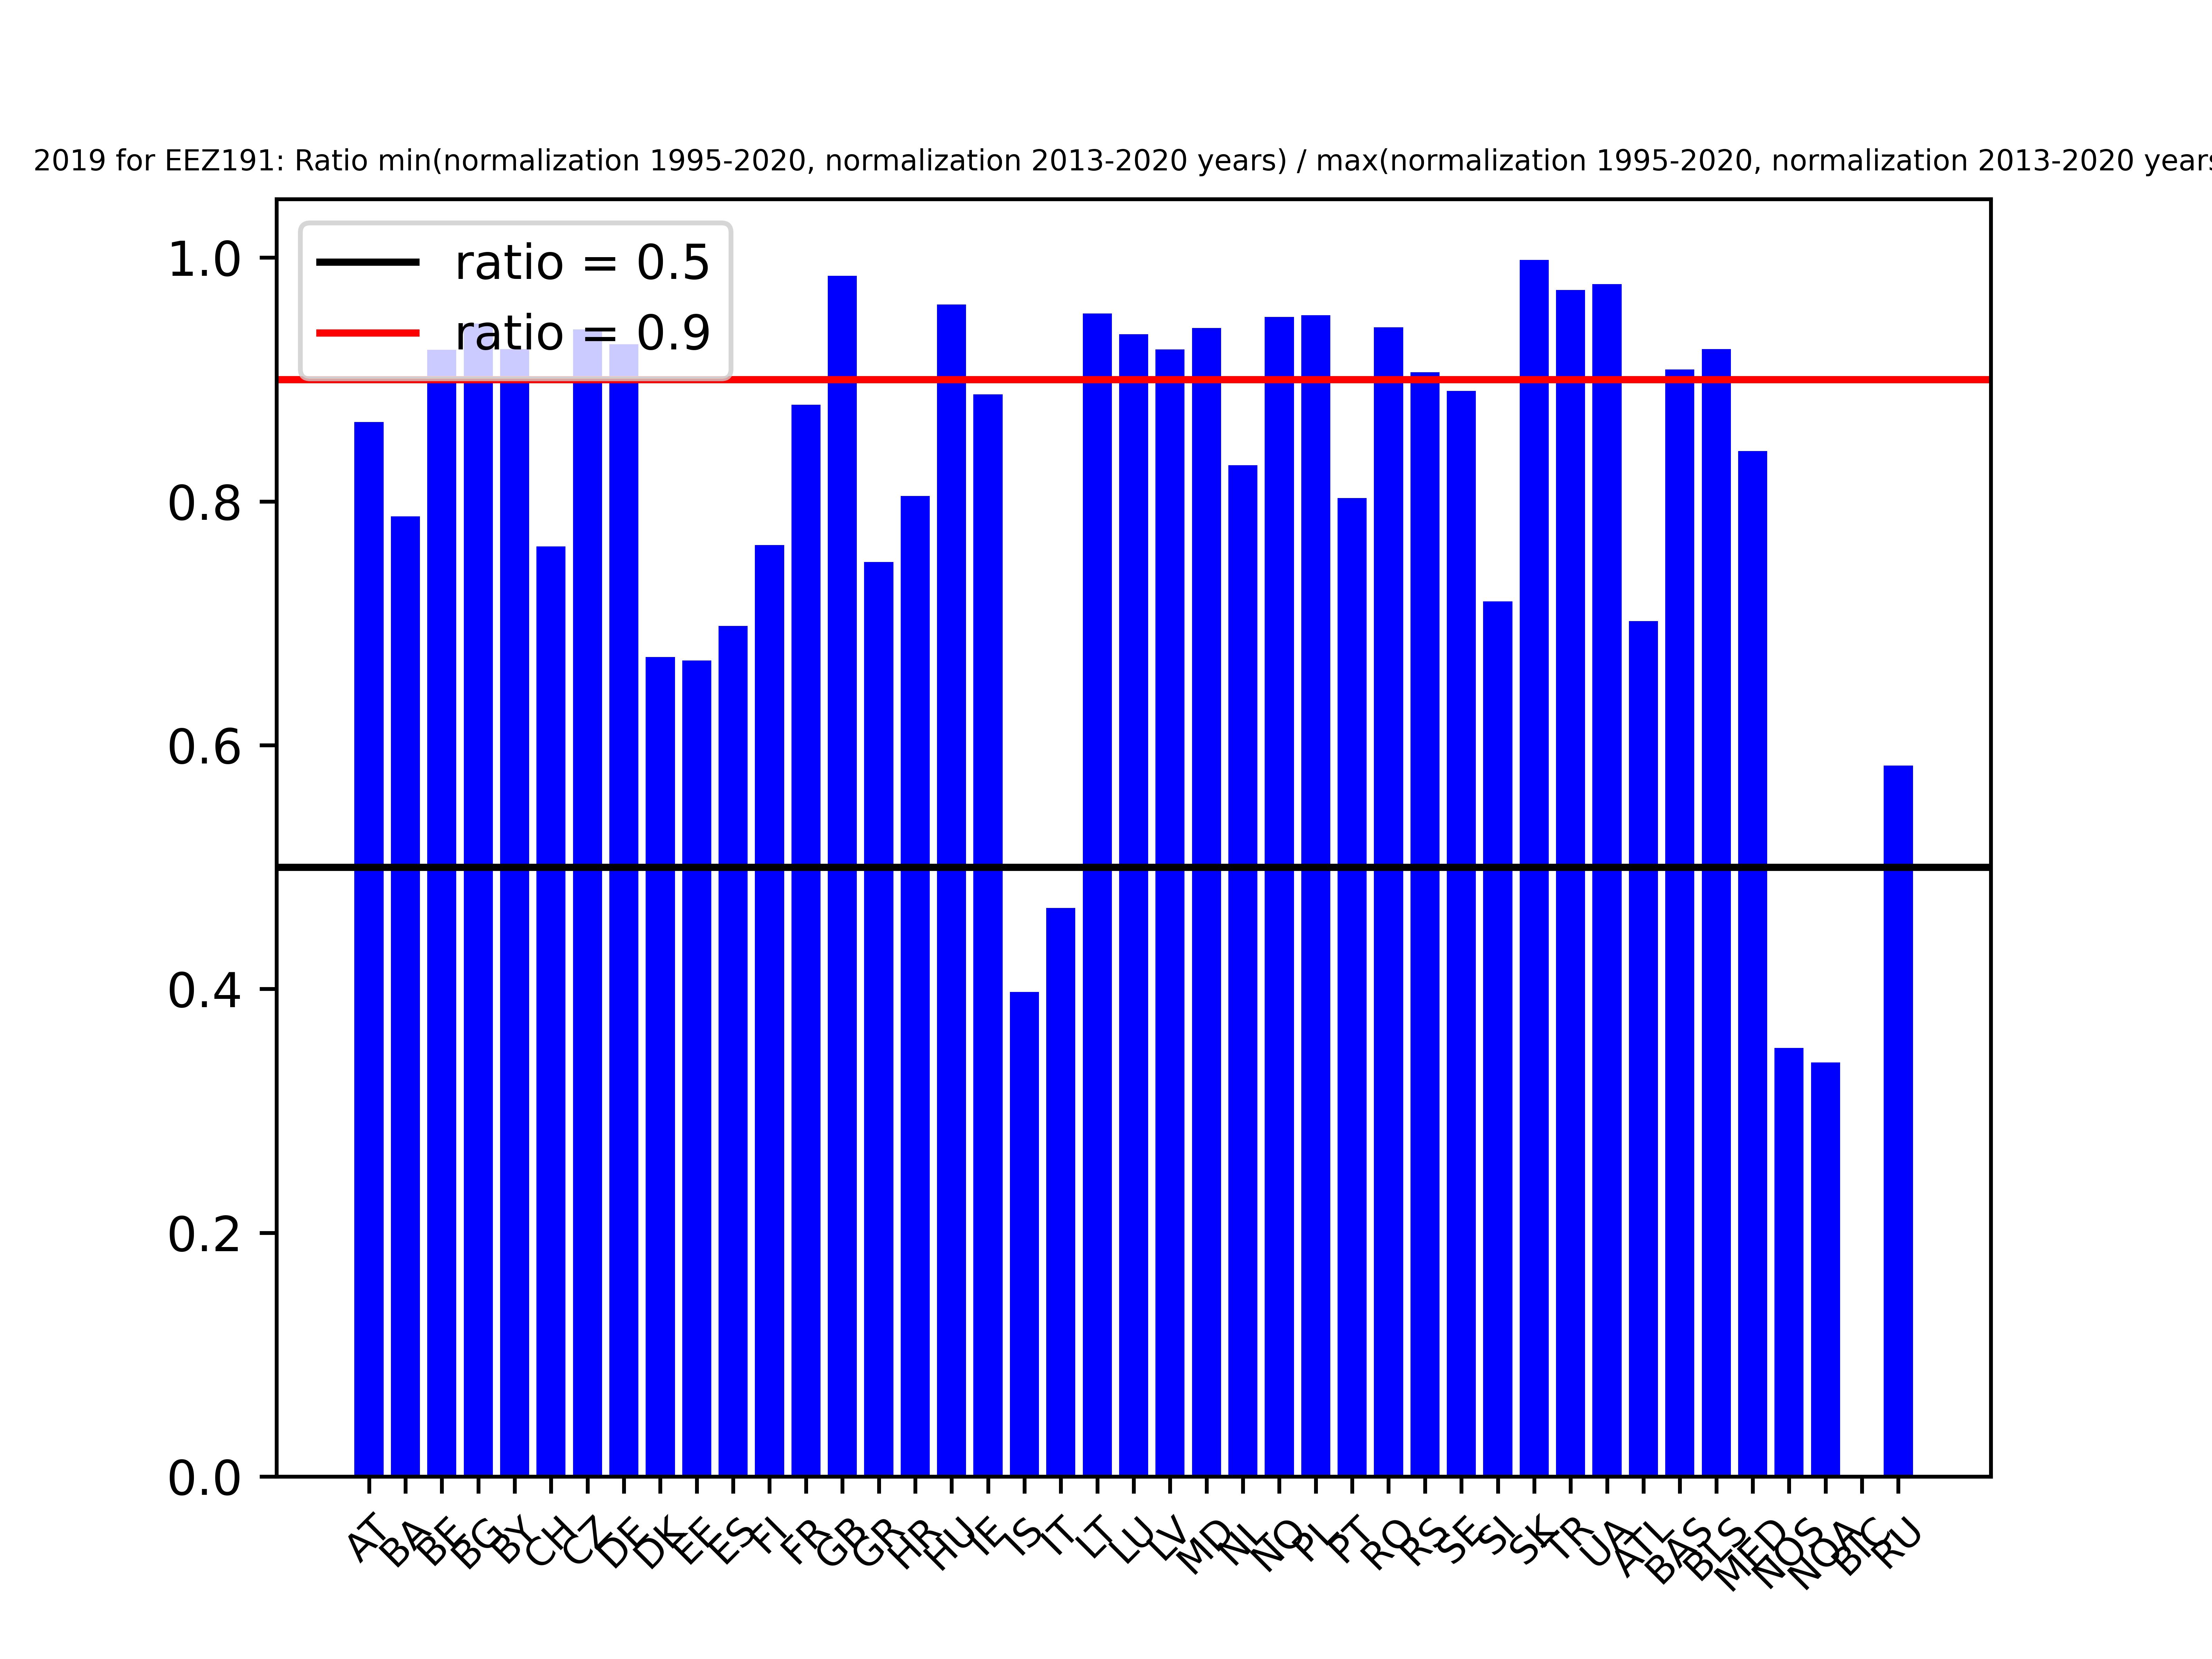 2019 for EEZ191: Ratio min(normalization 1995-2020, normalization 2013-2020 years) / max(normalization 1995-2020, normalization 2013-2020 years
ratio = 0.5
ratio = 0.9
1.0
0.8
0.6
0.4
0.2
0.0
AT BA BE BG BY CH CZ DE DK EE ES FI FR GB GR HR HU IE IS IT LT LU LV MD NL NO PL PT RO RS SE SI SK TR UA ATL BAS BLS MED NOS NOA BIC RU